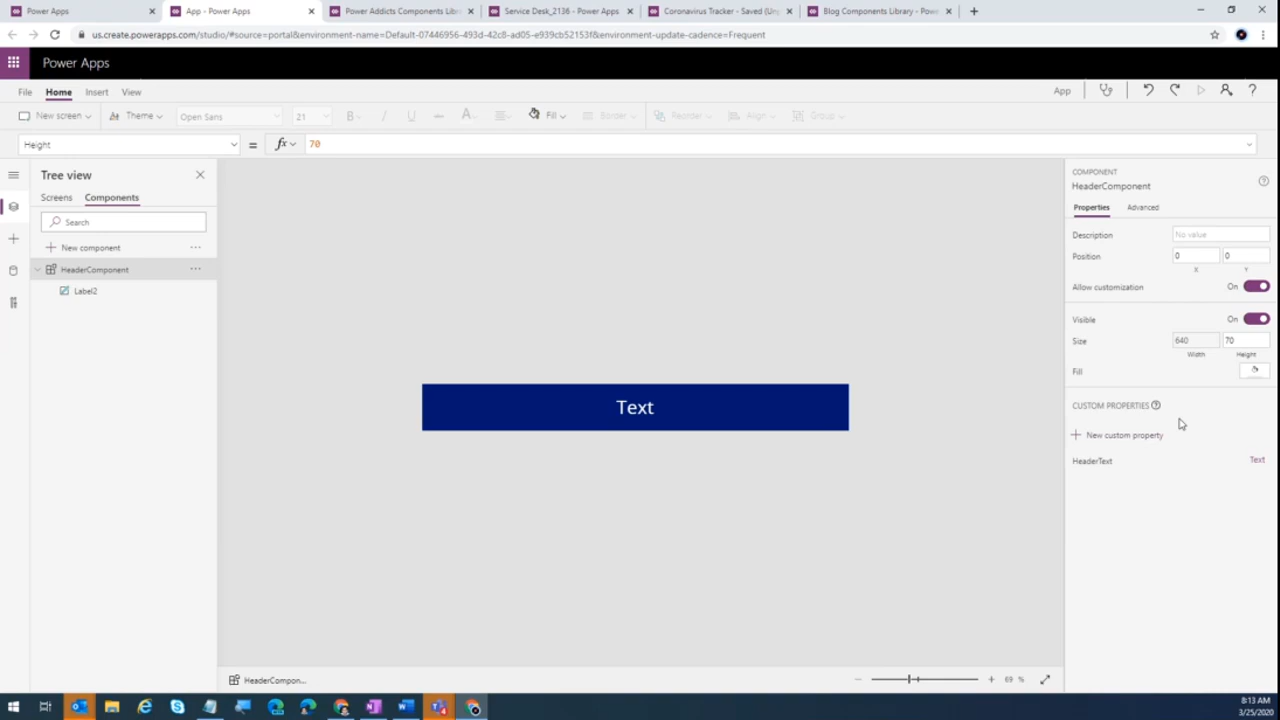 Power Apps
App - Power Apps
Power Addicts Components Libr
Service Desk_2136 - Power Apps
Coronavirus Tracker - Saved (Unp
Blog Components Library - Powe
us.create.powerapps.com/studio/#source=portal&environment-name=Default-07446956-493d-42c8-ad05-e939cb52153f&environment-update-cadence=Frequent
Power Apps
File Home Insert View App
New screen Theme Open Sans 21 B I U A Fill Border Reorder Align Group
Height = fx 70
Tree view
Screens Components
Search
New component
HeaderComponent
Label2
Text
HeaderCompon...
69 %
COMPONENT
HeaderComponent
Properties Advanced
Description No value
Position 0 0
X Y
Allow customization On
Visible On
Size 640 70
Width Height
Fill
CUSTOM PROPERTIES
New custom property
HeaderText Text
8:13 AM
3/25/2020